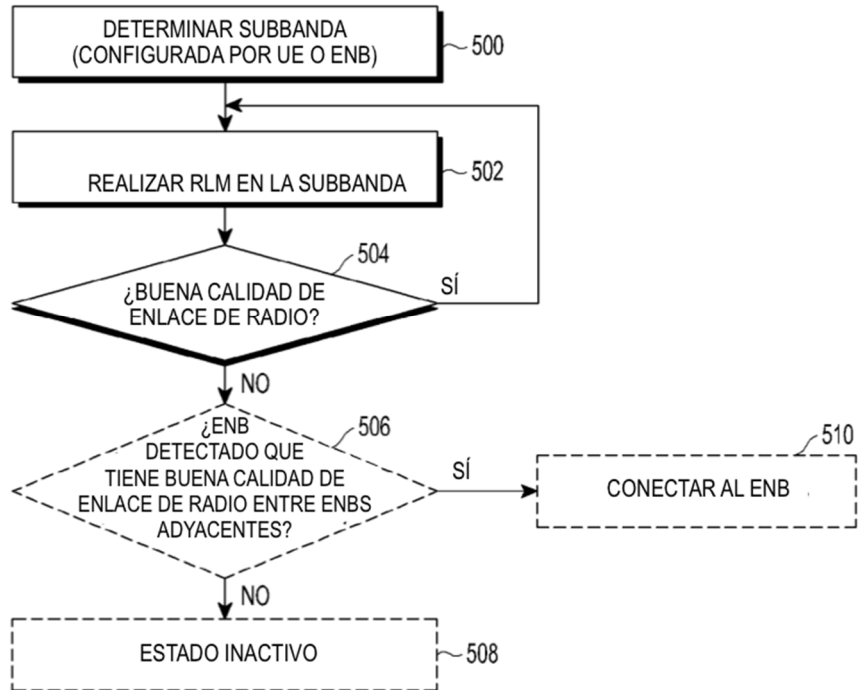 DETERMINAR SUBBANDA
(CONFIGURADA POR UE O ENB)
500
REALIZAR RLM EN LA SUBBANDA
502
504
¿BUENA CALIDAD DE
ENLACE DE RADIO?
SÍ
NO
506
¿ENB
DETECTADO QUE
TIENE BUENA CALIDAD DE
ENLACE DE RADIO ENTRE ENBS
ADYACENTES?
SÍ
510
CONECTAR AL ENB
NO
ESTADO INACTIVO
508